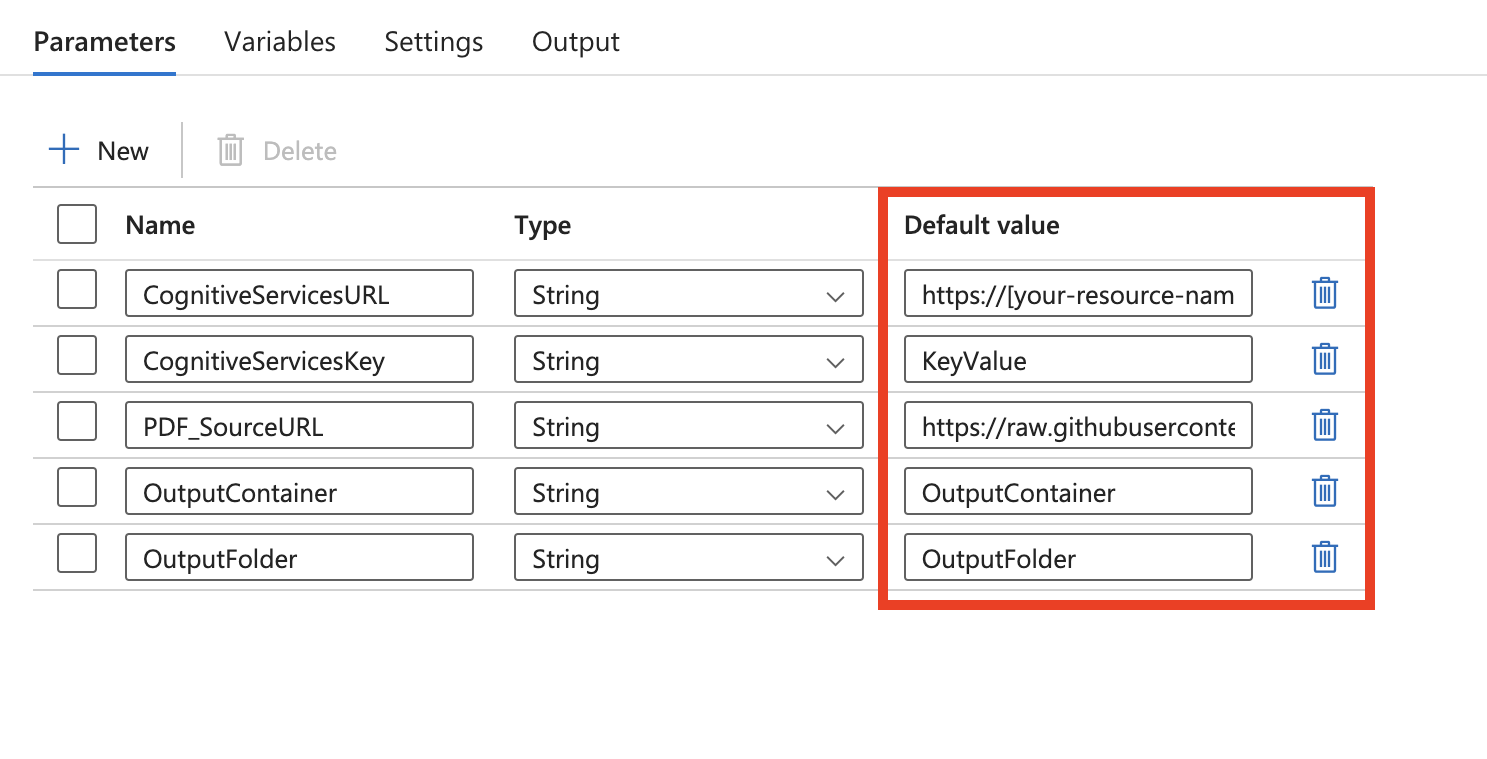 Parameters Variables Settings Output
New Delete
Name Type Default value
CognitiveServicesURL String https://[your-resource-nam
CognitiveServicesKey String KeyValue
PDF_SourceURL String https://raw.githubuserconte
OutputContainer String OutputContainer
OutputFolder String OutputFolder